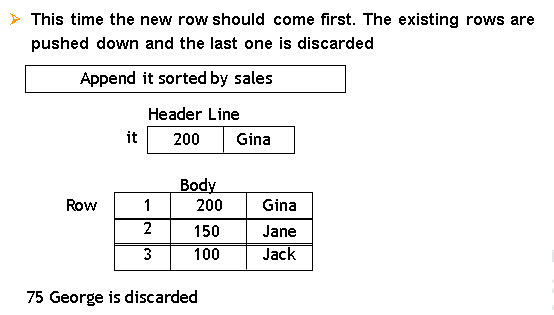 This time the new row should come first. The existing rows are
pushed down and the last one is discarded
Append it sorted by sales
Header Line
it 200 Gina
Body
Row 1 200 Gina
2 150 Jane
3 100 Jack
75 George is discarded